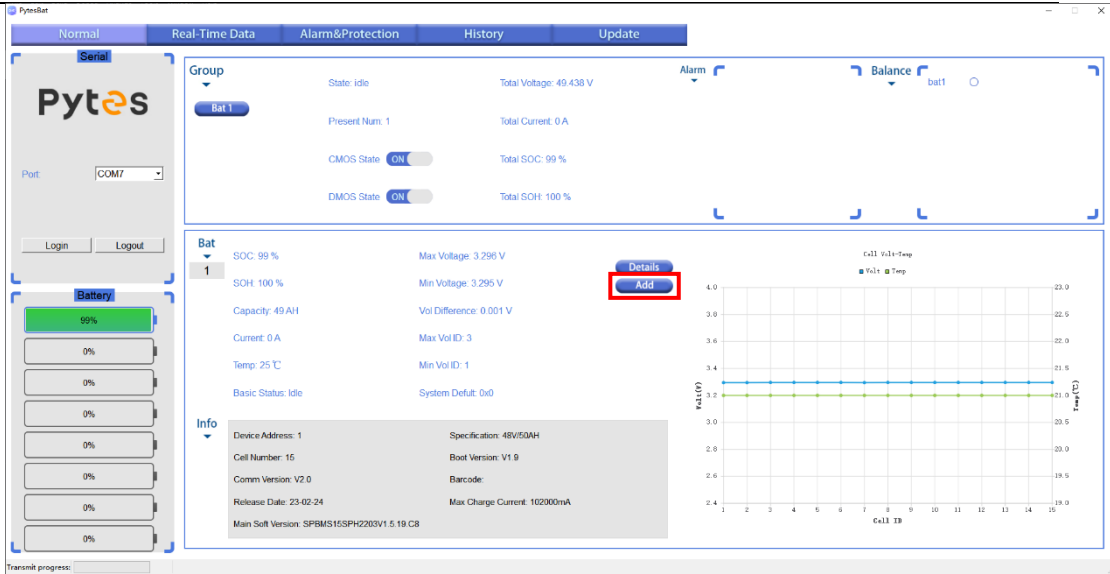 PytesBat
Normal
Real-Time Data
Alarm&Protection
History
Update
Serial
Pytes
Port:
COM7
Login
Logout
Battery
99%
0%
0%
0%
0%
0%
0%
0%
Group
Bat 1
State: idle
Present Num: 1
CMOS State ON
DMOS State ON
Total Voltage: 49.438 V
Total Current: 0 A
Total SOC: 99 %
Total SOH: 100 %
Alarm
Balance
bat1
Bat
1
SOC: 99 %
SOH: 100 %
Capacity: 49 AH
Current: 0 A
Temp: 25 ℃
Basic Status: Idle
Max Voltage: 3.296 V
Min Voltage: 3.295 V
Vol Difference: 0.001 V
Max Vol ID: 3
Min Vol ID: 1
System Defult: 0x0
Details
Add
Info
Device Address: 1
Cell Number: 15
Comm Version: V2.0
Release Date: 23-02-24
Main Soft Version: SPBMS15SPH2203V1.5.19.C8
Specification: 48V/50AH
Boot Version: V1.9
Barcode:
Max Charge Current: 102000mA
Cell Volt-Temp
Volt Temp
Volt(V)
4.0
3.8
3.6
3.4
3.2
3.0
2.8
2.6
2.4
23.0
22.5
22.0
21.5
21.0
20.5
20.0
19.5
19.0
Temp(℃)
1 2 3 4 5 6 7 8 9 10 11 12 13 14 15
Cell ID
Transmit progress: